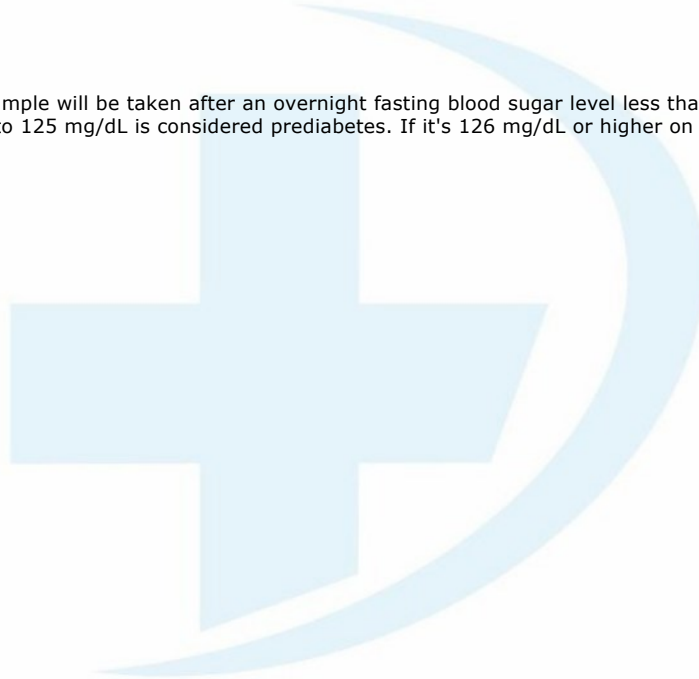 mple will be taken after an overnight fasting blood sugar level less tha
to 125 mg/dL is considered prediabetes. If it's 126 mg/dL or higher on